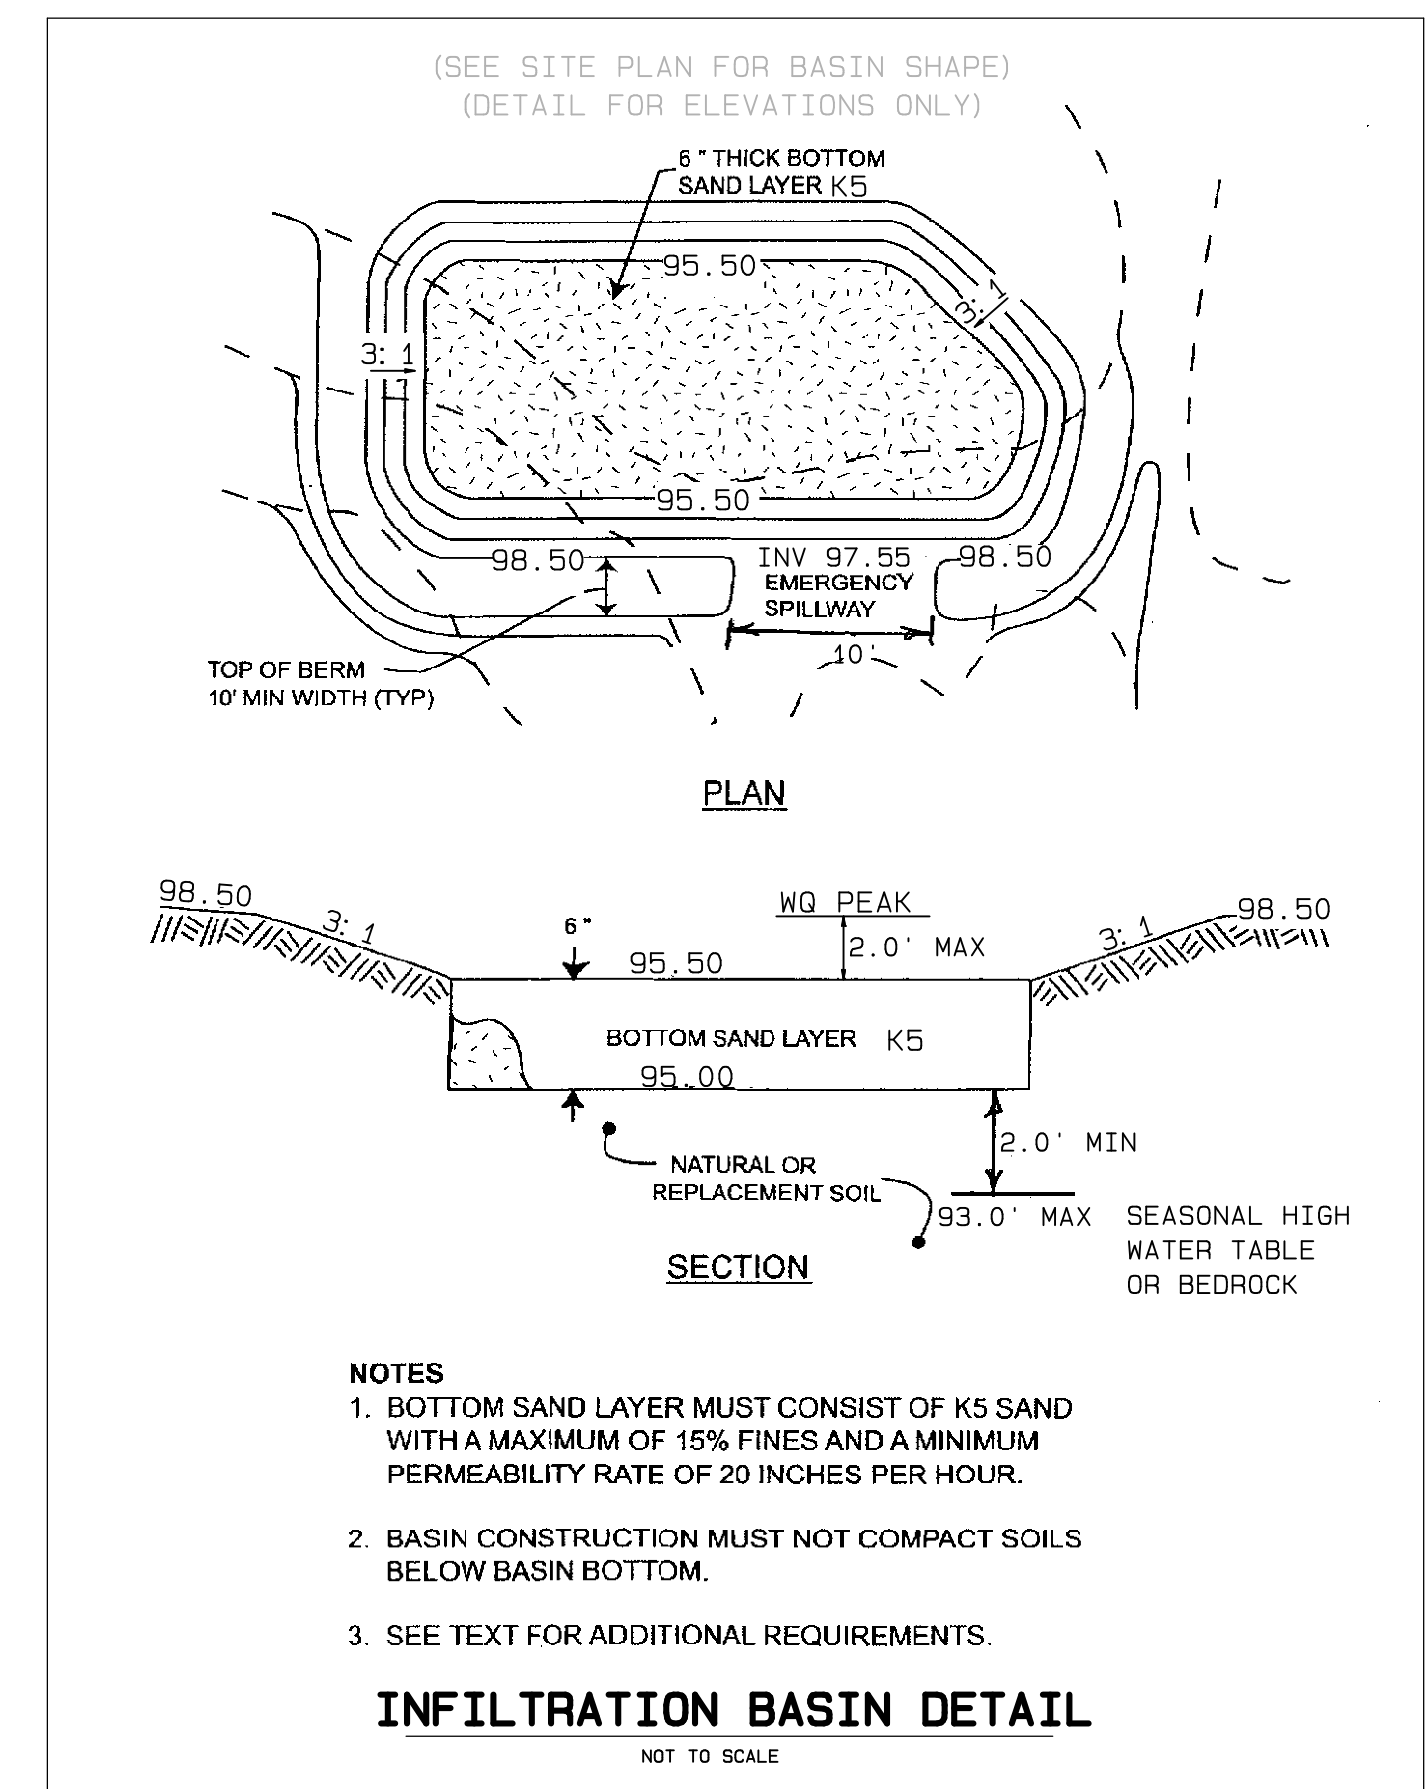 (SEE SITE PLAN FOR BASIN SHAPE)
(DETAIL FOR ELEVATIONS ONLY)
6 " THICK BOTTOM
SAND LAYER K5
95.50
3: 1
3: 1
95.50
98.50
INV 97.55
98.50
EMERGENCY
SPILLWAY
10'
TOP OF BERM
10' MIN WIDTH (TYP)
PLAN
98.50
3: 1
6"
WQ PEAK
2.0' MAX
3: 1
98.50
95.50
BOTTOM SAND LAYER K5
95.00
2.0' MIN
NATURAL OR
REPLACEMENT SOIL
93.0' MAX SEASONAL HIGH
WATER TABLE
OR BEDROCK
SECTION
NOTES
1. BOTTOM SAND LAYER MUST CONSIST OF K5 SAND
WITH A MAXIMUM OF 15% FINES AND A MINIMUM
PERMEABILITY RATE OF 20 INCHES PER HOUR.
2. BASIN CONSTRUCTION MUST NOT COMPACT SOILS
BELOW BASIN BOTTOM.
3. SEE TEXT FOR ADDITIONAL REQUIREMENTS.
INFILTRATION BASIN DETAIL
NOT TO SCALE